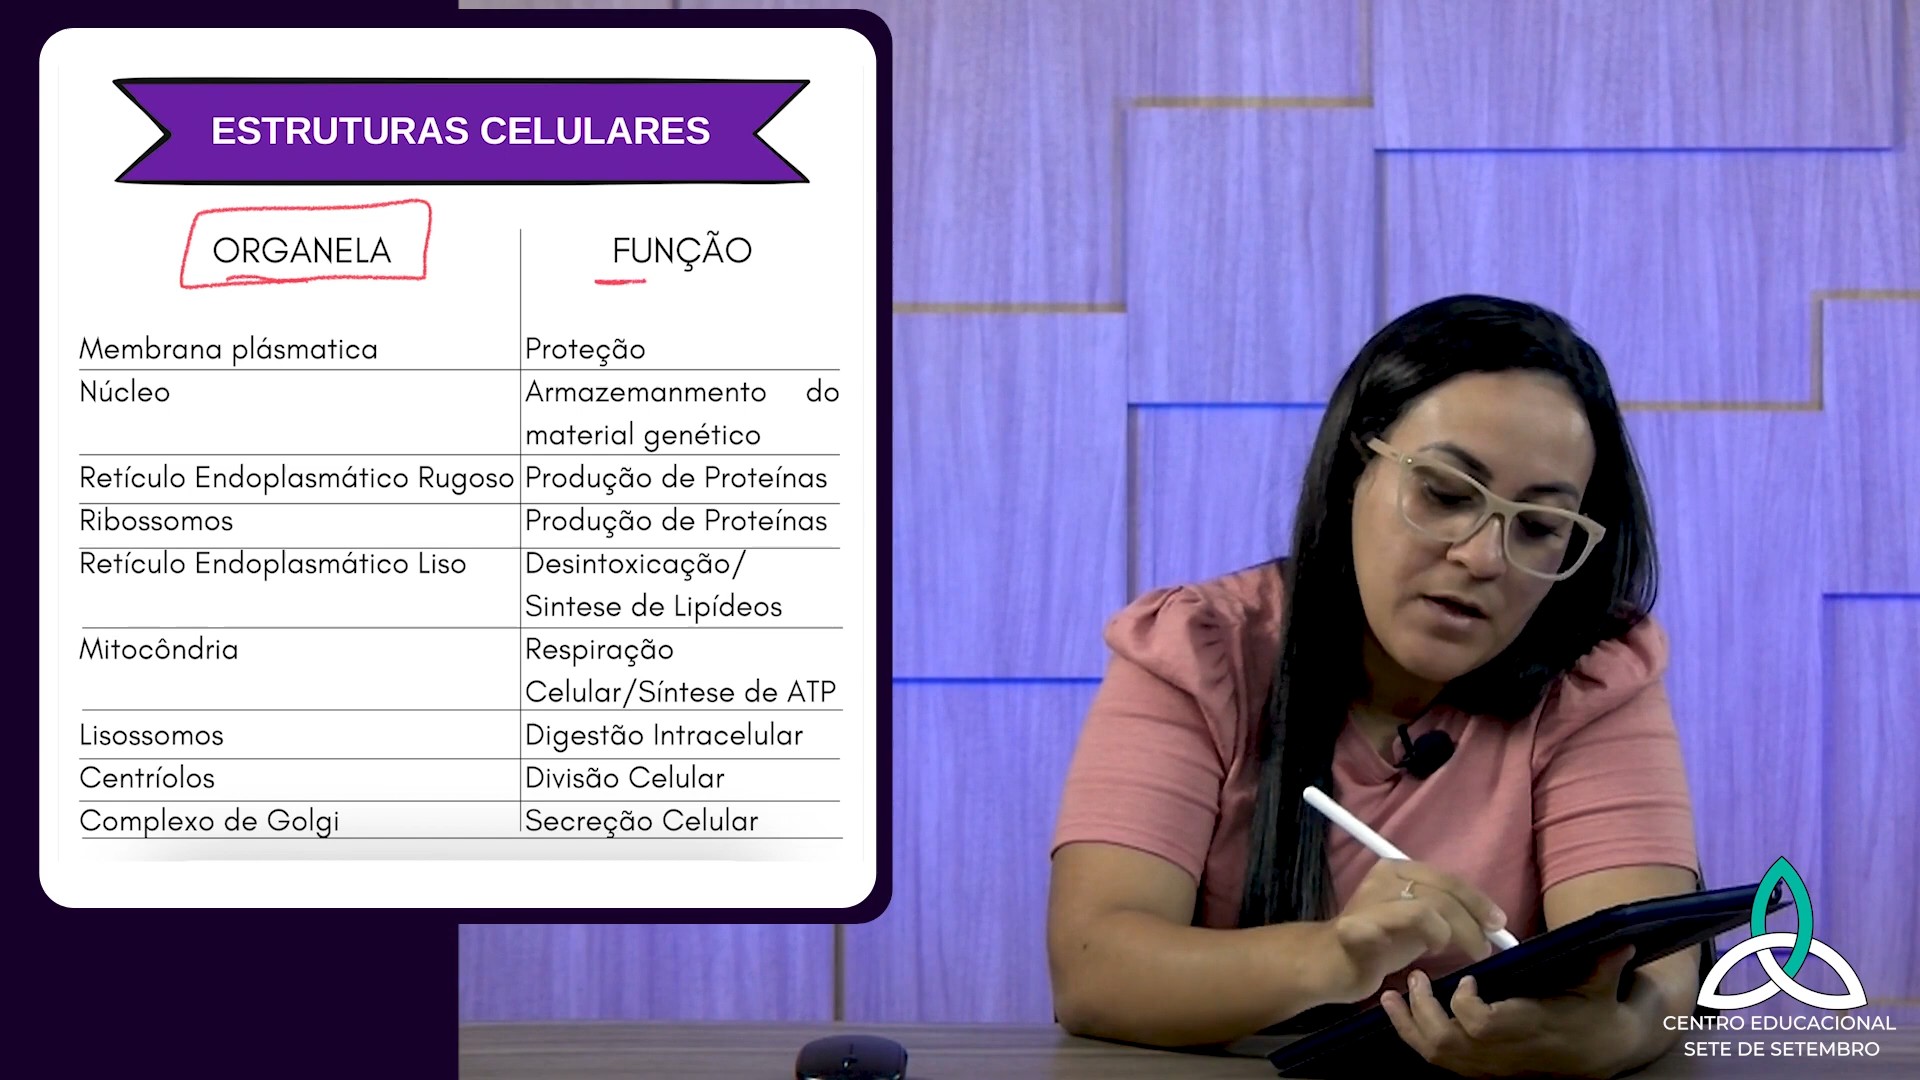 ESTRUTURAS CELULARES
ORGANELA FUNÇÃO
Membrana plásmatica Proteção
Núcleo Armazemanmento do
material genético
Retículo Endoplasmático Rugoso Produção de Proteínas
Ribossomos Produção de Proteínas
Retículo Endoplasmático Liso Desintoxicação/
Sintese de Lipídeos
Mitocôndria Respiração
Celular/Síntese de ATP
Lisossomos Digestão Intracelular
Centríolos Divisão Celular
Complexo de Golgi Secreção Celular
CENTRO EDUCACIONAL
SETE DE SETEMBRO